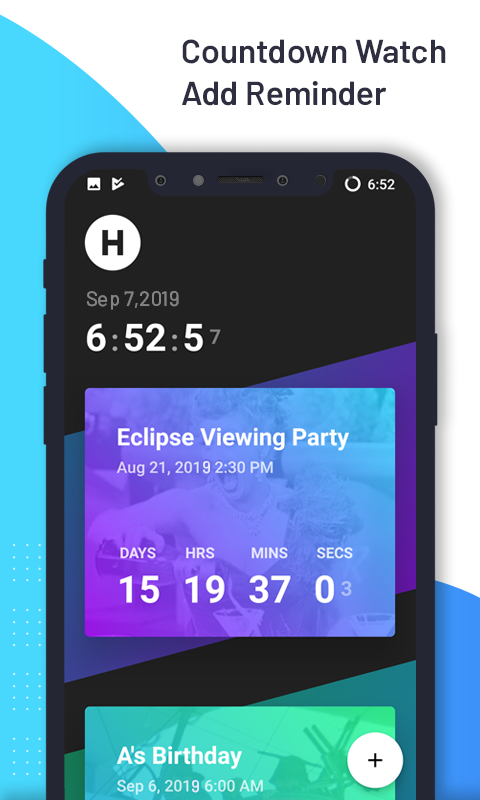 Countdown Watch
Add Reminder
6:52
H
Sep 7,2019
6:52:57
Eclipse Viewing Party
Aug 21, 2019 2:30 PM
DAYS HRS MINS SECS
15 19 37 03
A's Birthday
Sep 6, 2019 6:00 AM
+